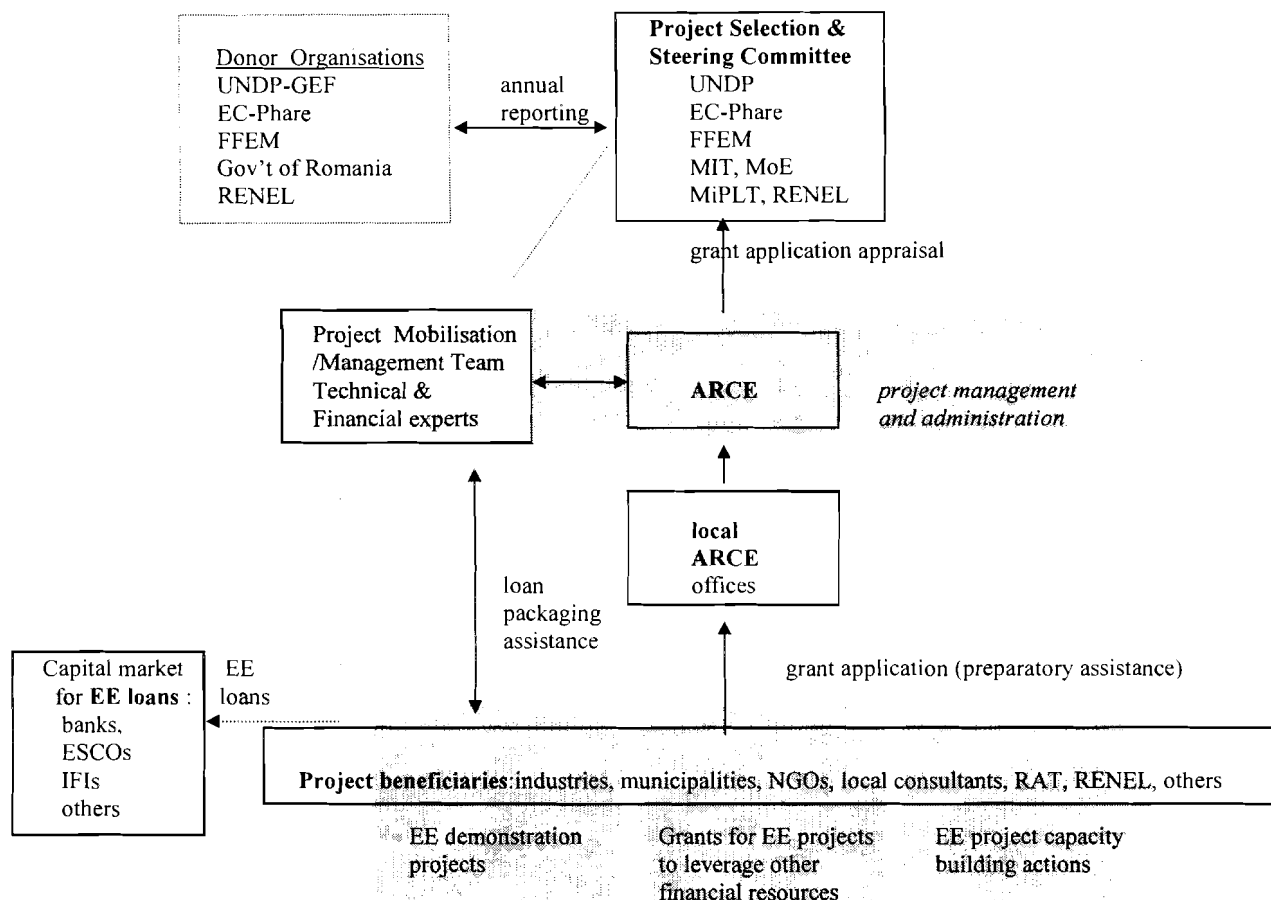 Donor Organisations
UNDP-GEF
EC-Phare
FFEM
Gov't of Romania
RENEL
annual
reporting
Project Selection &
Steering Committee
UNDP
EC-Phare
FFEM
MIT, MoE
MiPLT, RENEL
grant application appraisal
Project Mobilisation
/Management Team
Technical &
Financial experts
ARCE
project management
and administration
local
ARCE
offices
loan
packaging
assistance
Capital market
for EE loans :
banks,
ESCOs
IFIs
others
EE
loans
grant application (preparatory assistance)
Project beneficiaries:industries, municipalities, NGOs, local consultants, RAT, RENEL, others
EE demonstration
projects
Grants for EE projects
to leverage other
financial resources
EE project capacity
building actions